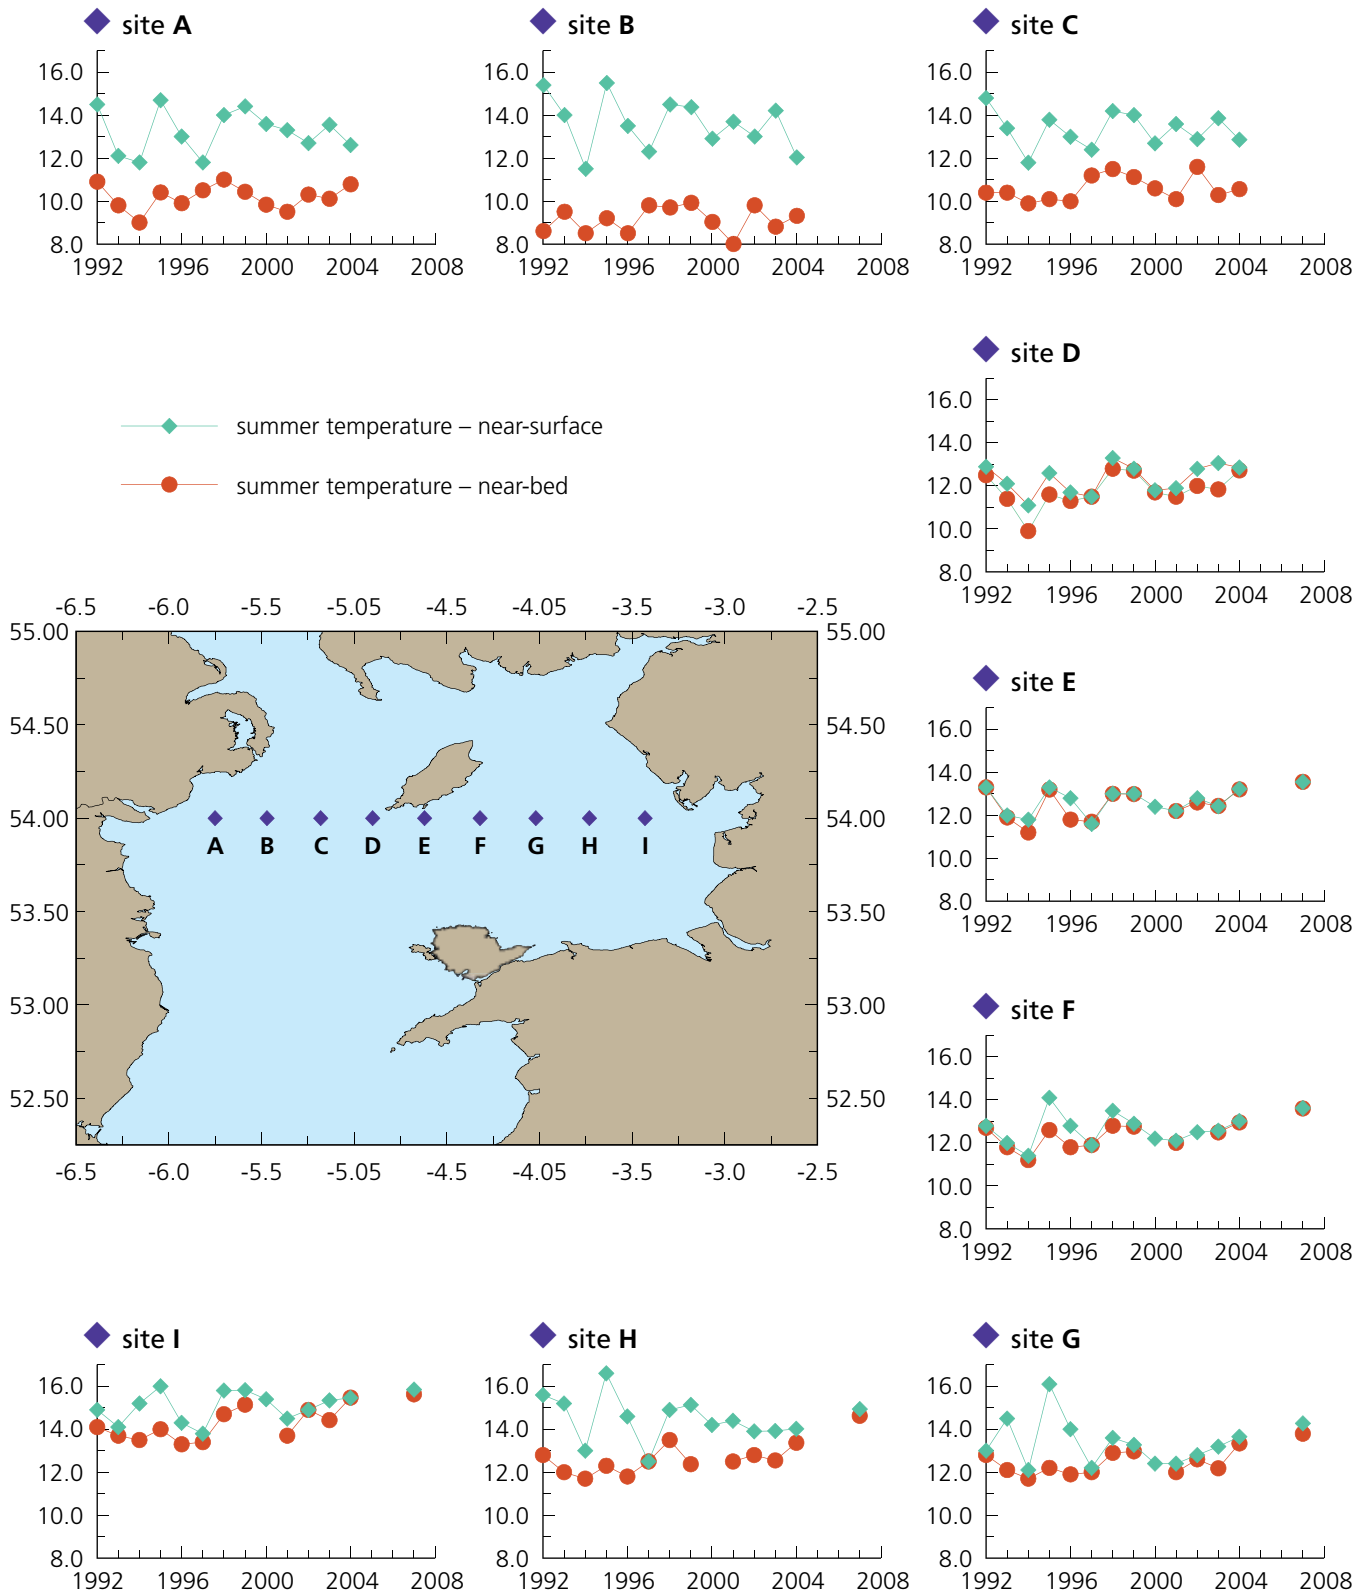 site A
16.0
14.0
12.0
10.0
8.0
1992 1996 2000 2004 2008
site B
16.0
14.0
12.0
10.0
8.0
1992 1996 2000 2004 2008
site C
16.0
14.0
12.0
10.0
8.0
1992 1996 2000 2004 2008
summer temperature – near-surface
summer temperature – near-bed
site D
16.0
14.0
12.0
10.0
8.0
1992 1996 2000 2004 2008
-6.5 -6.0 -5.5 -5.05 -4.5 -4.05 -3.5 -3.0 -2.5
55.00 55.00
54.50 54.50
54.00 54.00
A B C D E F G H I
53.50 53.50
53.00 53.00
52.50 52.50
-6.5 -6.0 -5.5 -5.05 -4.5 -4.05 -3.5 -3.0 -2.5
site E
16.0
14.0
12.0
10.0
8.0
1992 1996 2000 2004 2008
site F
16.0
14.0
12.0
10.0
8.0
1992 1996 2000 2004 2008
site I
16.0
14.0
12.0
10.0
8.0
1992 1996 2000 2004 2008
site H
16.0
14.0
12.0
10.0
8.0
1992 1996 2000 2004 2008
site G
16.0
14.0
12.0
10.0
8.0
1992 1996 2000 2004 2008